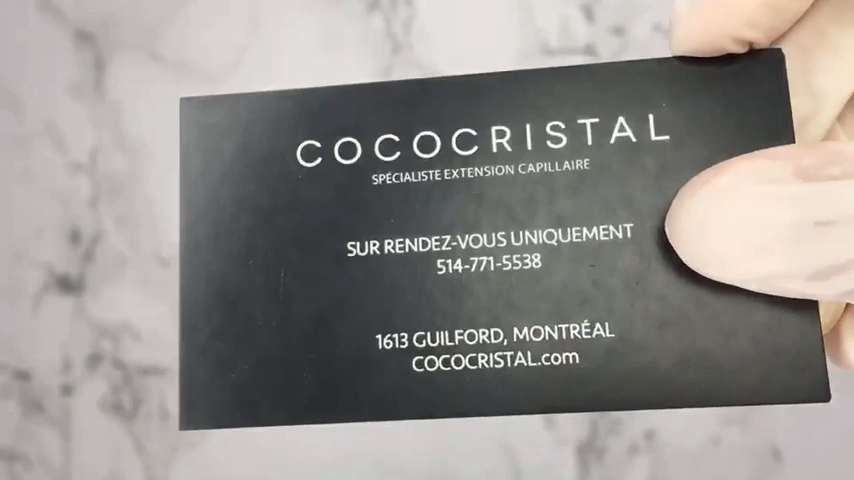 COCOCRISTAL
SPÉCIALISTE EXTENSION CAPILLAIRE
SUR RENDEZ-VOUS UNIQUEMENT
514-771-5538
1613 GUILFORD, MONTRÉAL
COCOCRISTAL.com